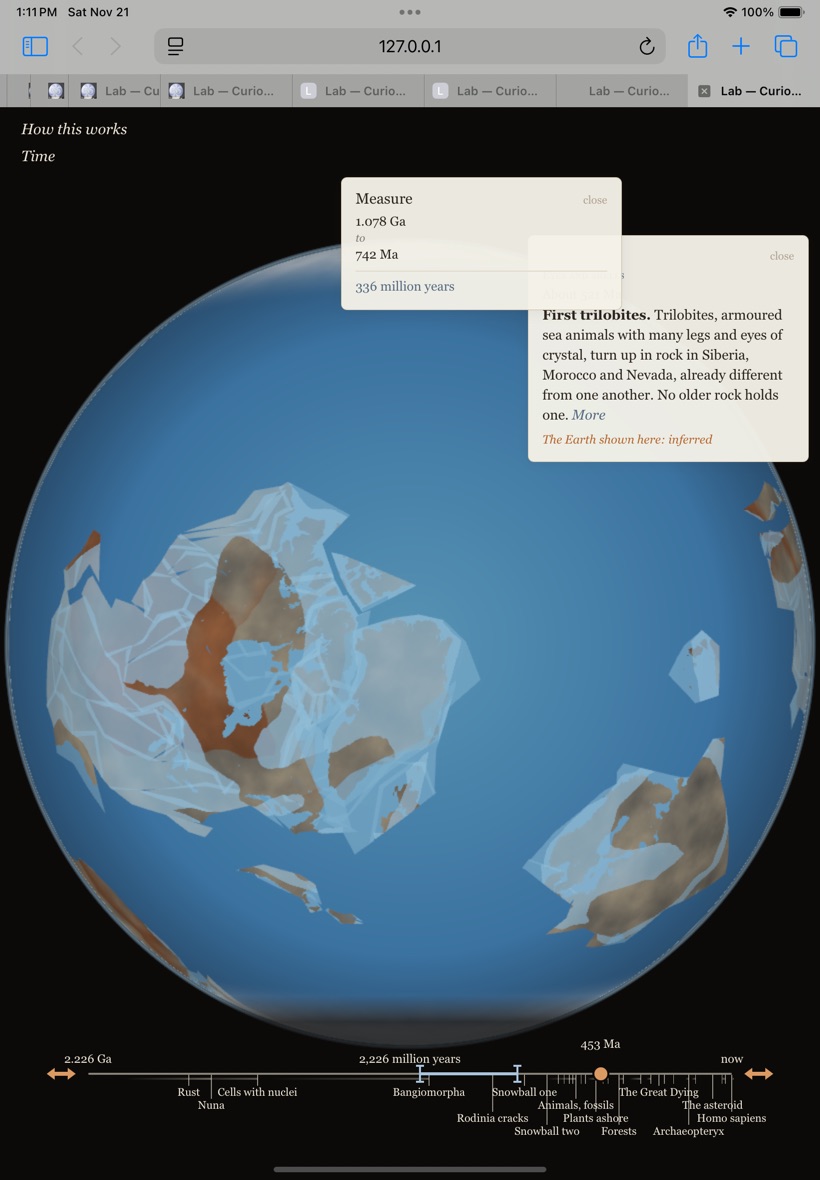 1:11 PM Sat Nov 21
100%
127.0.0.1
Lab — Cu
Lab — Curio...
L Lab — Curio...
L Lab — Curio...
Lab — Curio...
Lab — Curio...
How this works
Time
Measure
close
1.078 Ga
to
742 Ma
336 million years
close
First trilobites. Trilobites, armoured
sea animals with many legs and eyes of
crystal, turn up in rock in Siberia,
Morocco and Nevada, already different
from one another. No older rock holds
one. More
The Earth shown here: inferred
453 Ma
2.226 Ga
2,226 million years
now
Rust
Cells with nuclei
Bangiomorpha
Snowball one
The Great Dying
Nuna
Animals, fossils
The asteroid
Rodinia cracks
Plants ashore
Homo sapiens
Snowball two
Forests
Archaeopteryx